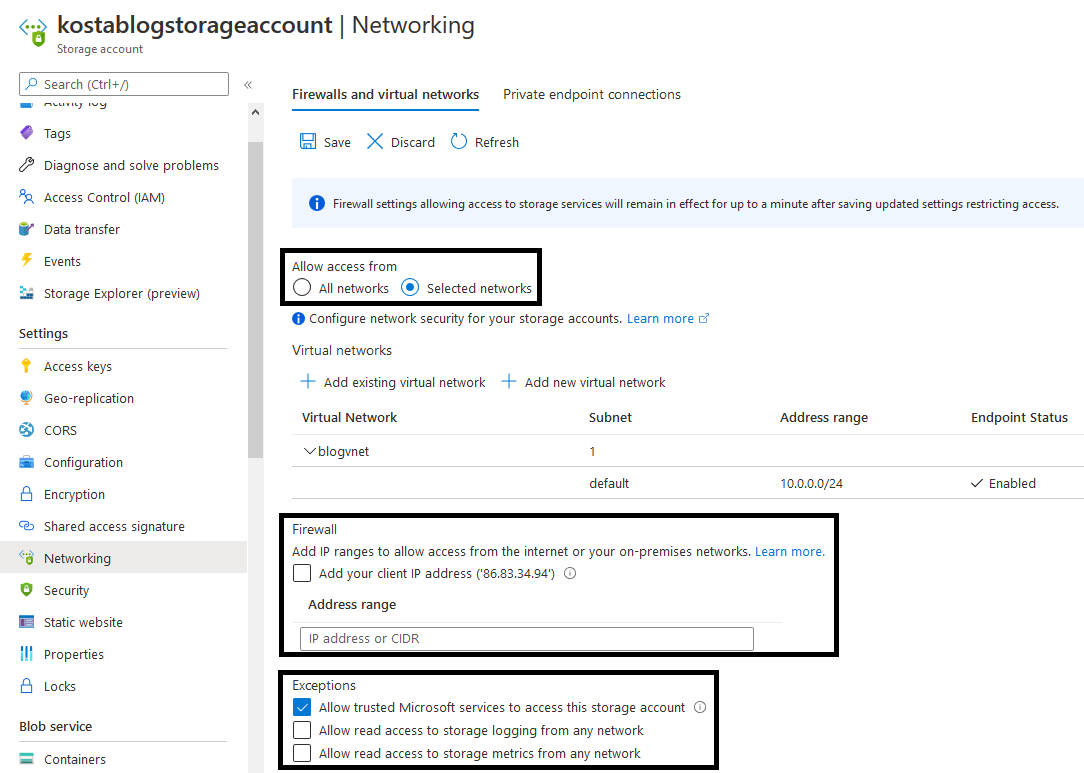 kostablogstorageaccount | Networking
Storage account
Search (Ctrl+/)
«
Activity log
Tags
Diagnose and solve problems
Access Control (IAM)
Data transfer
Events
Storage Explorer (preview)
Settings
Access keys
Geo-replication
CORS
Configuration
Encryption
Shared access signature
Networking
Security
Static website
Properties
Locks
Blob service
Containers
Firewalls and virtual networks Private endpoint connections
Save Discard Refresh
Firewall settings allowing access to storage services will remain in effect for up to a minute after saving updated settings restricting access.
Allow access from
All networks Selected networks
Configure network security for your storage accounts. Learn more
Virtual networks
Add existing virtual network Add new virtual network
Virtual Network Subnet Address range Endpoint Status
blogvnet 1
default 10.0.0.0/24 Enabled
Firewall
Add IP ranges to allow access from the internet or your on-premises networks. Learn more.
Add your client IP address ('86.83.34.94')
Address range
IP address or CIDR
Exceptions
Allow trusted Microsoft services to access this storage account
Allow read access to storage logging from any network
Allow read access to storage metrics from any network